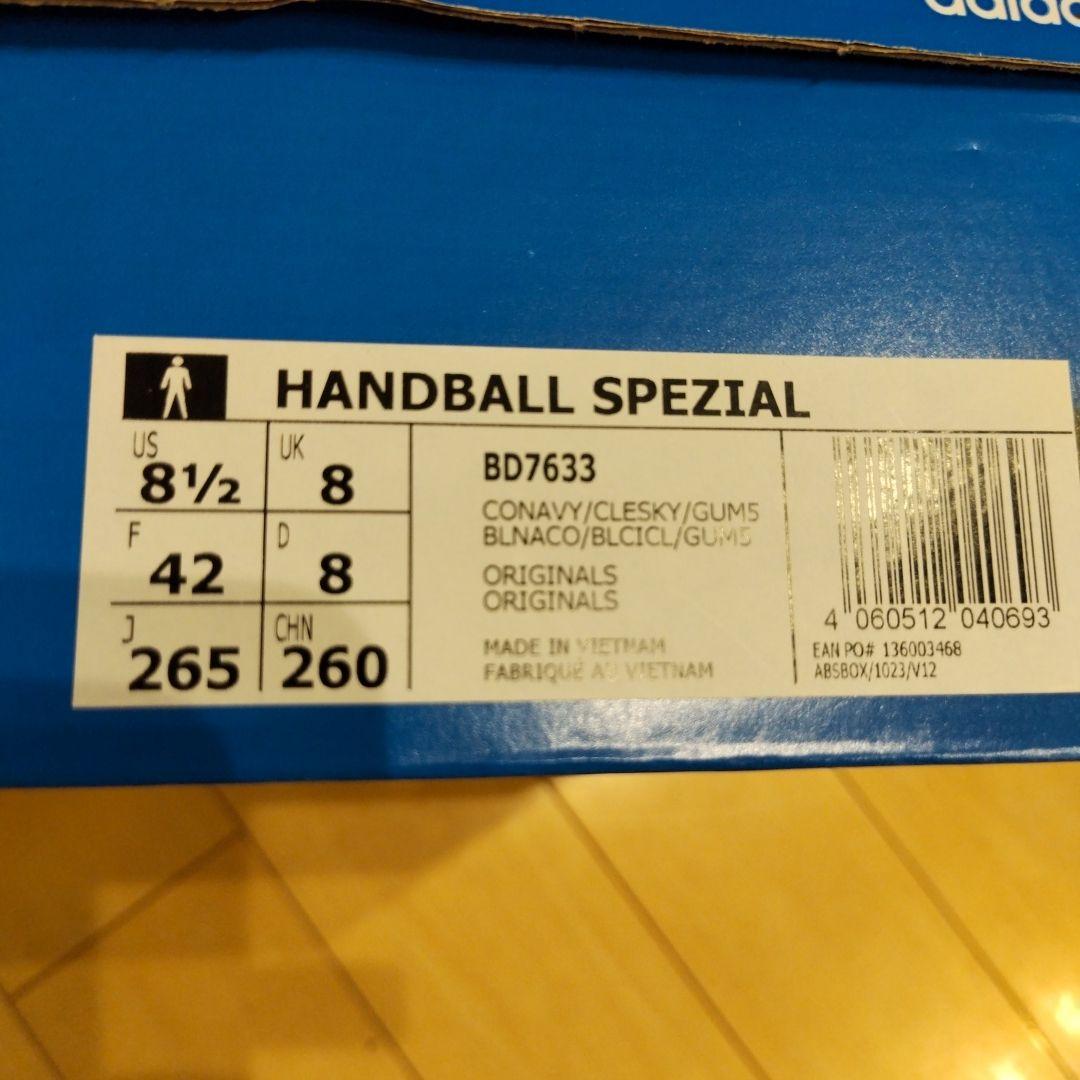 adidas
HANDBALL SPEZIAL
US
8½
UK
8
F
42
D
8
J
265
CHN
260
BD7633
CONAVY/CLESKY/GUM5
BLNACO/BLCICL/GUM5
ORIGINALS
ORIGINALS
MADE IN VIETNAM
FABRIQUÉ AU VIETNAM
4 060512 040693
EAN PO# 136003468
ABSBOX/1023/V12